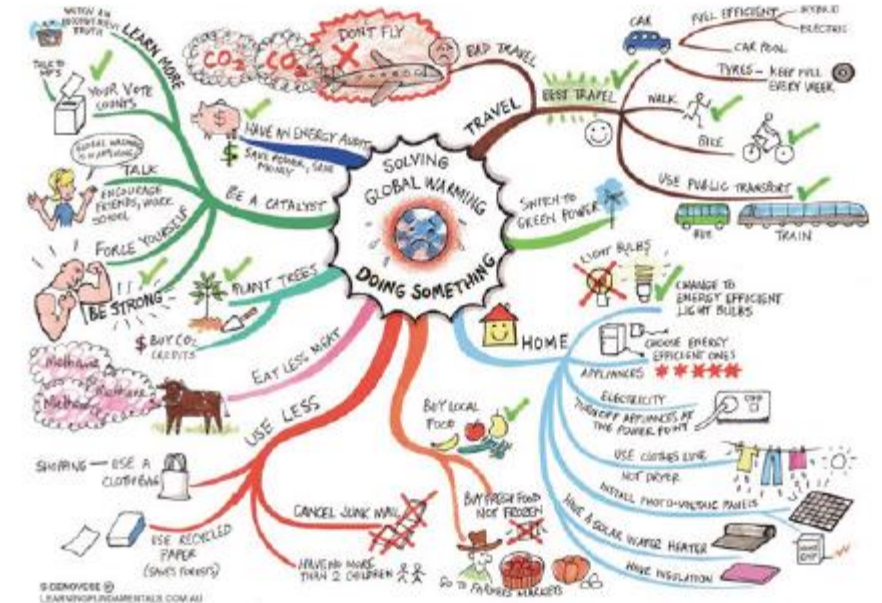 SOLVING
GLOBAL WARMING
DOING SOMETHING
TRAVEL
BAD TRAVEL
DON'T FLY
CO2
CO2
BEST TRAVEL
CAR
FUEL EFFICIENT
HYBRID
ELECTRIC
CAR POOL
TYRES - KEEP FULL
EVERY WEEK
WALK
BIKE
USE PUBLIC TRANSPORT
BUS
TRAIN
SWITCH TO
GREEN POWER
HOME
LIGHT BULBS
CHANGE TO
ENERGY EFFICIENT
LIGHT BULBS
CHOOSE ENERGY
EFFICIENT ONES
APPLIANCES
ELECTRICITY
TURN OFF APPLIANCES AT
THE POWER POINT
USE CLOTHES LINE
NOT DRYER
INSTALL PHOTO-VOLTAIC PANELS
HAVE A SOLAR WATER HEATER
HAVE INSULATION
BUY LOCAL
FOOD
BUY FRESH FOOD
NOT FROZEN
GO TO FARMERS MARKETS
USE LESS
SHOPPING — USE A
CLOTH BAG
USE RECYCLED
PAPER
(SAVES FORESTS)
CANCEL JUNK MAIL
HAVE NO MORE
THAN 2 CHILDREN
EAT LESS MEAT
Methane
Methane
Methane
PLANT TREES
$ BUY CO2
CREDITS
BE A CATALYST
LEARN MORE
TALK TO
MP'S
YOUR VOTE
COUNTS
GLOBAL WARMING
IS HAPPENING
TALK
ENCOURAGE
FRIENDS, WORK
SCHOOL
FORCE YOURSELF
BE STRONG
HAVE AN ENERGY AUDIT
$ SAVE POWER, SAVE
MONEY
S GENOVESE ©
LEARNINGFUNDAMENTALS.COM.AU